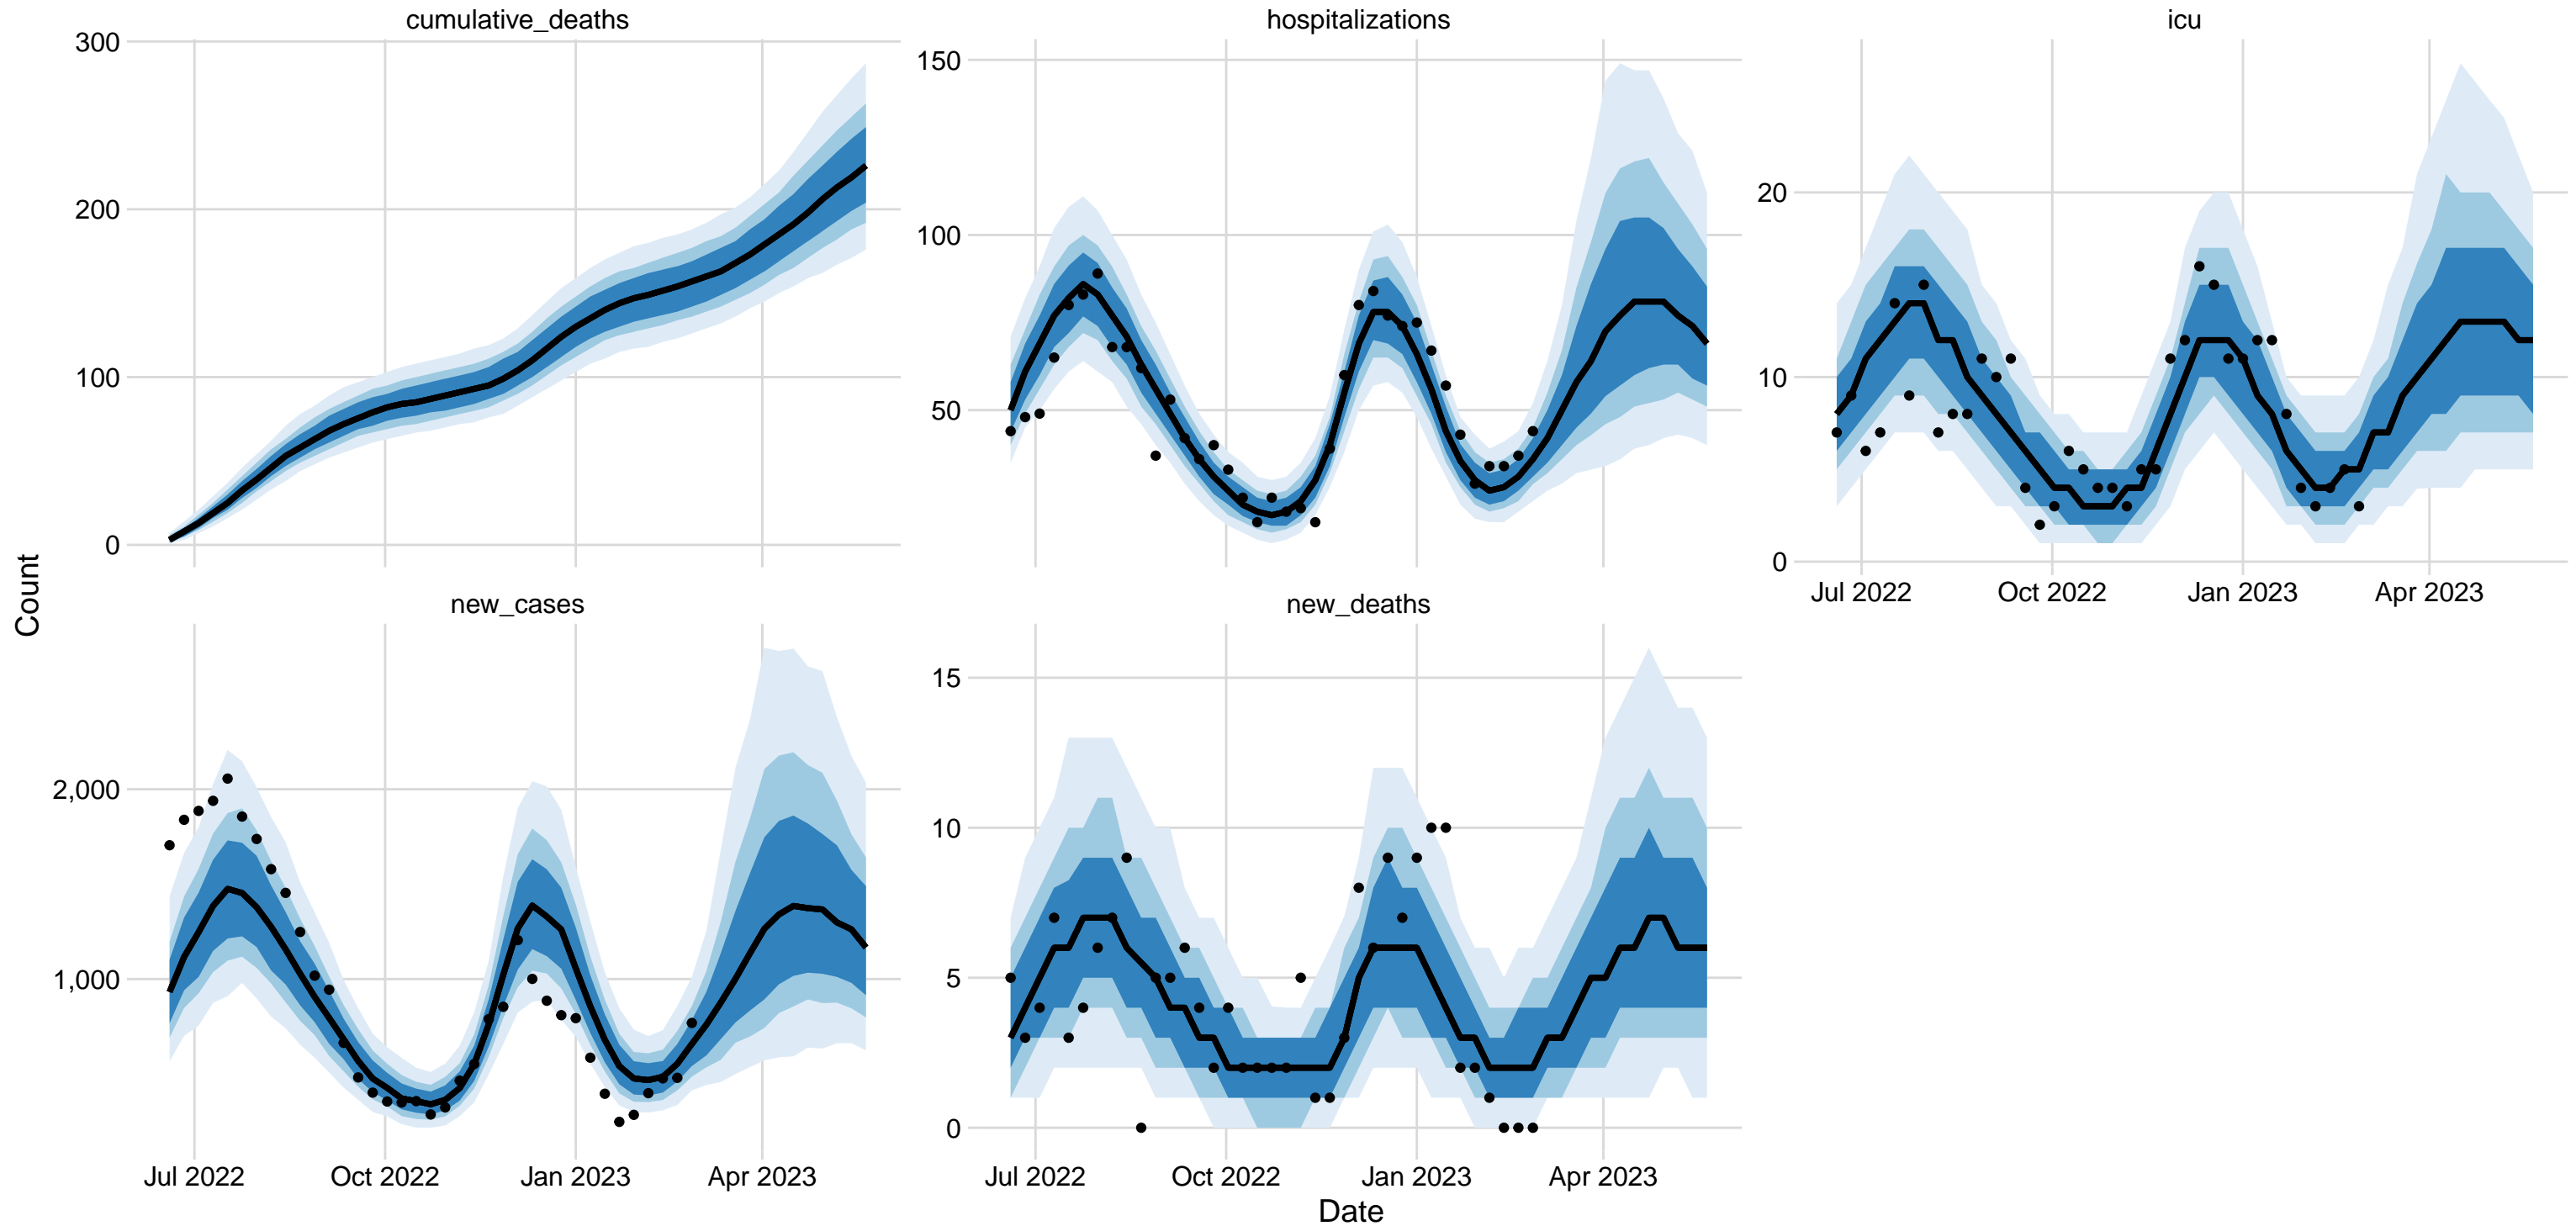 cumulative_deaths
300
200
100
0
hospitalizations
150
100
50
icu
20
10
0
Jul 2022 Oct 2022 Jan 2023 Apr 2023
Count
new_cases
2,000
1,000
Jul 2022 Oct 2022 Jan 2023 Apr 2023
new_deaths
15
10
5
0
Jul 2022 Oct 2022 Jan 2023 Apr 2023
Date